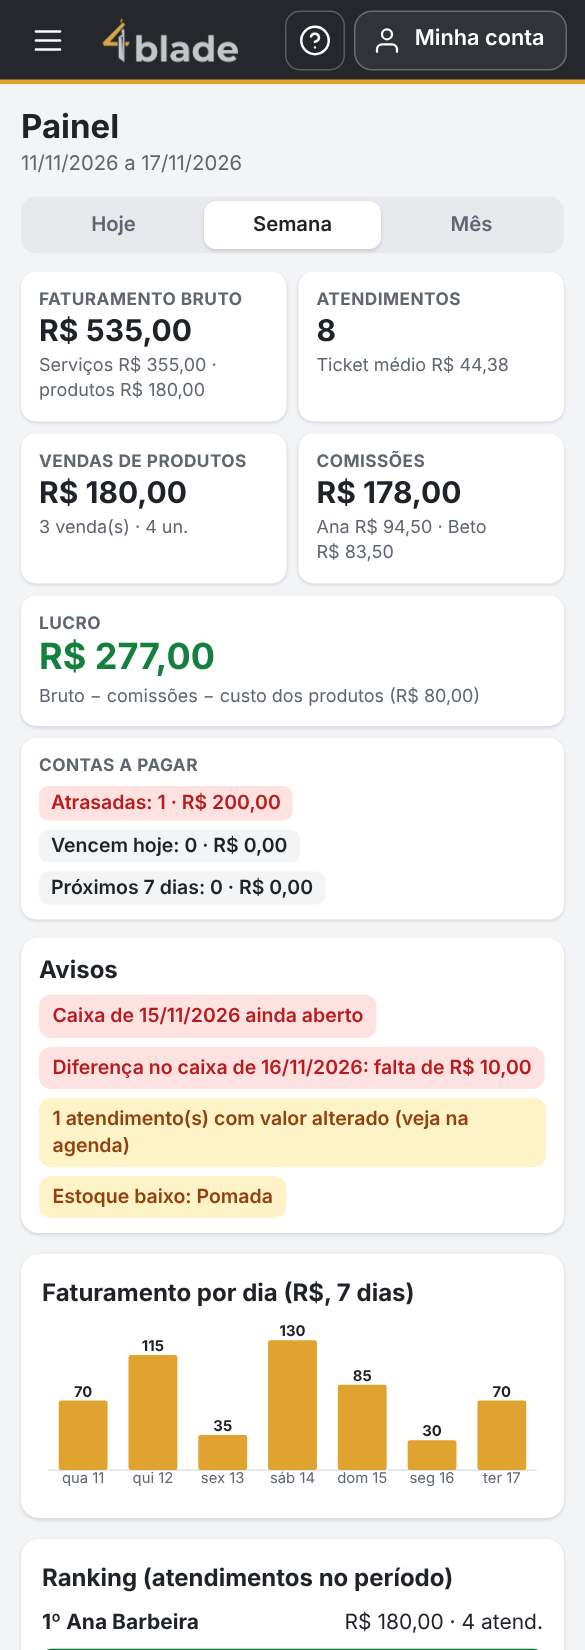 4blade
Minha conta
Painel
11/11/2026 a 17/11/2026
Hoje
Semana
Mês
FATURAMENTO BRUTO
R$ 535,00
Serviços R$ 355,00 ·
produtos R$ 180,00
ATENDIMENTOS
8
Ticket médio R$ 44,38
VENDAS DE PRODUTOS
R$ 180,00
3 venda(s) · 4 un.
COMISSÕES
R$ 178,00
Ana R$ 94,50 · Beto
R$ 83,50
LUCRO
R$ 277,00
Bruto – comissões – custo dos produtos (R$ 80,00)
CONTAS A PAGAR
Atrasadas: 1 · R$ 200,00
Vencem hoje: 0 · R$ 0,00
Próximos 7 dias: 0 · R$ 0,00
Avisos
Caixa de 15/11/2026 ainda aberto
Diferença no caixa de 16/11/2026: falta de R$ 10,00
1 atendimento(s) com valor alterado (veja na
agenda)
Estoque baixo: Pomada
Faturamento por dia (R$, 7 dias)
70 115 35 130 85 30 70
qua 11 qui 12 sex 13 sáb 14 dom 15 seg 16 ter 17
Ranking (atendimentos no período)
1º Ana Barbeira R$ 180,00 · 4 atend.